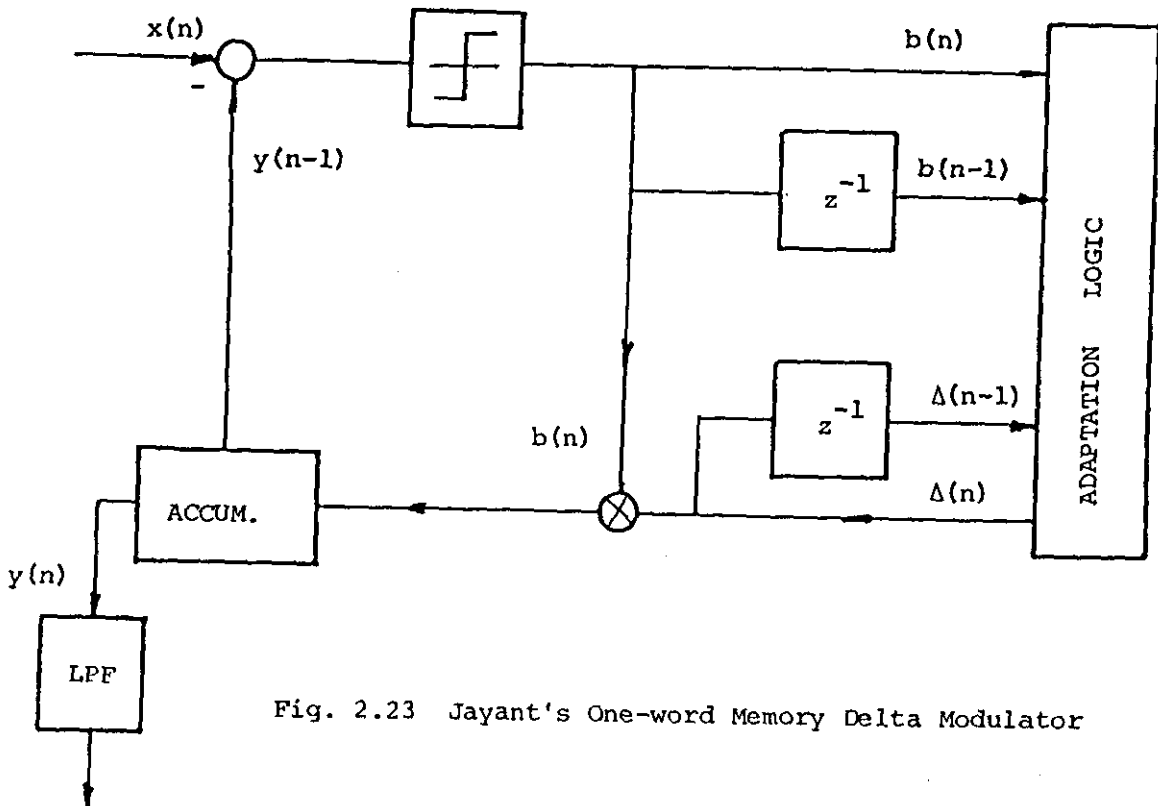 x(n)
b(n)
-
y(n-1)
z^-1
b(n-1)
ADAPTATION LOGIC
z^-1
Δ(n-1)
b(n)
Δ(n)
ACCUM.
y(n)
LPF
Fig. 2.23 Jayant's One-word Memory Delta Modulator